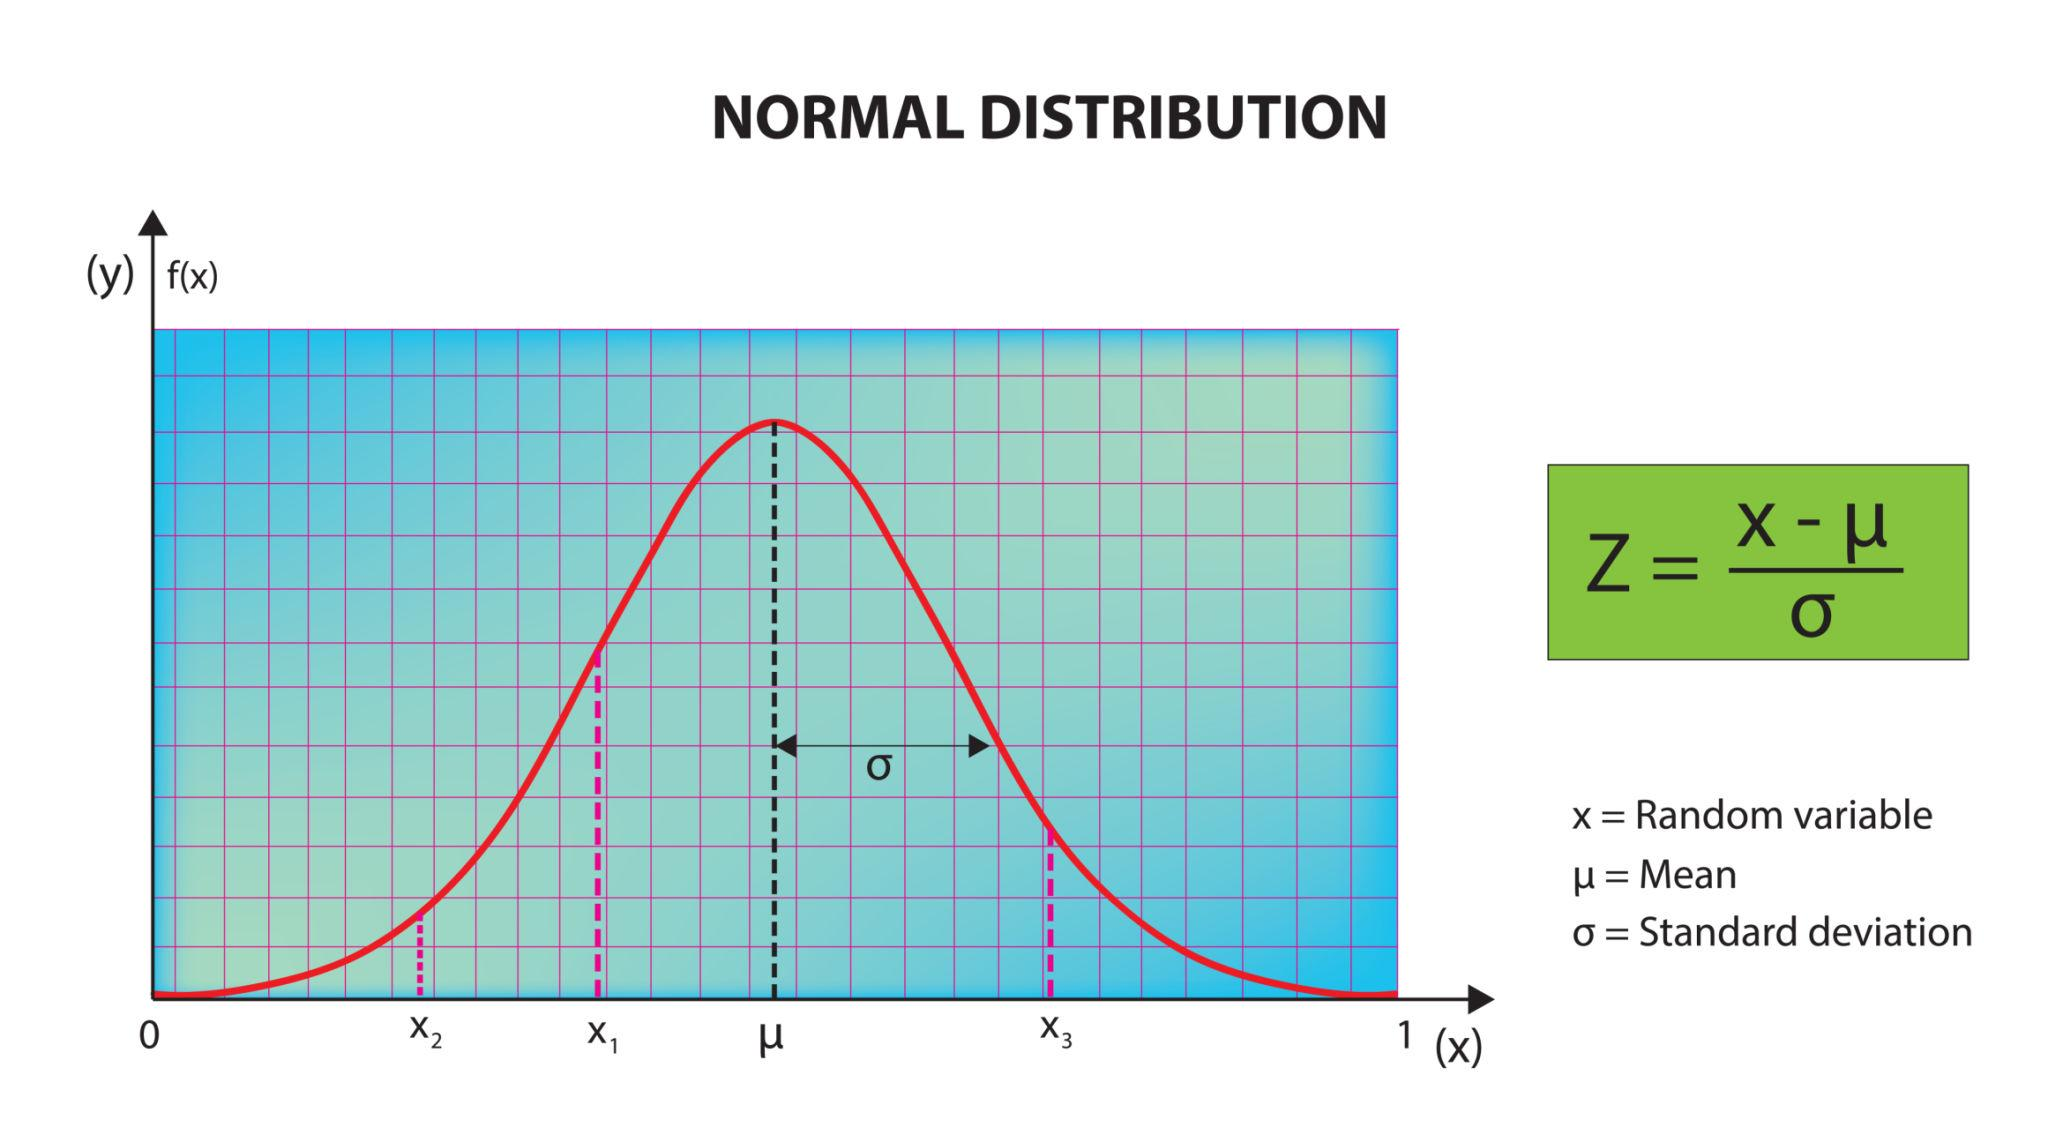 NORMAL DISTRIBUTION
(y) f(x)
Z = x - μ
σ
σ
x = Random variable
μ = Mean
σ = Standard deviation
0 x₂ x₁ μ x₃ 1 (x)